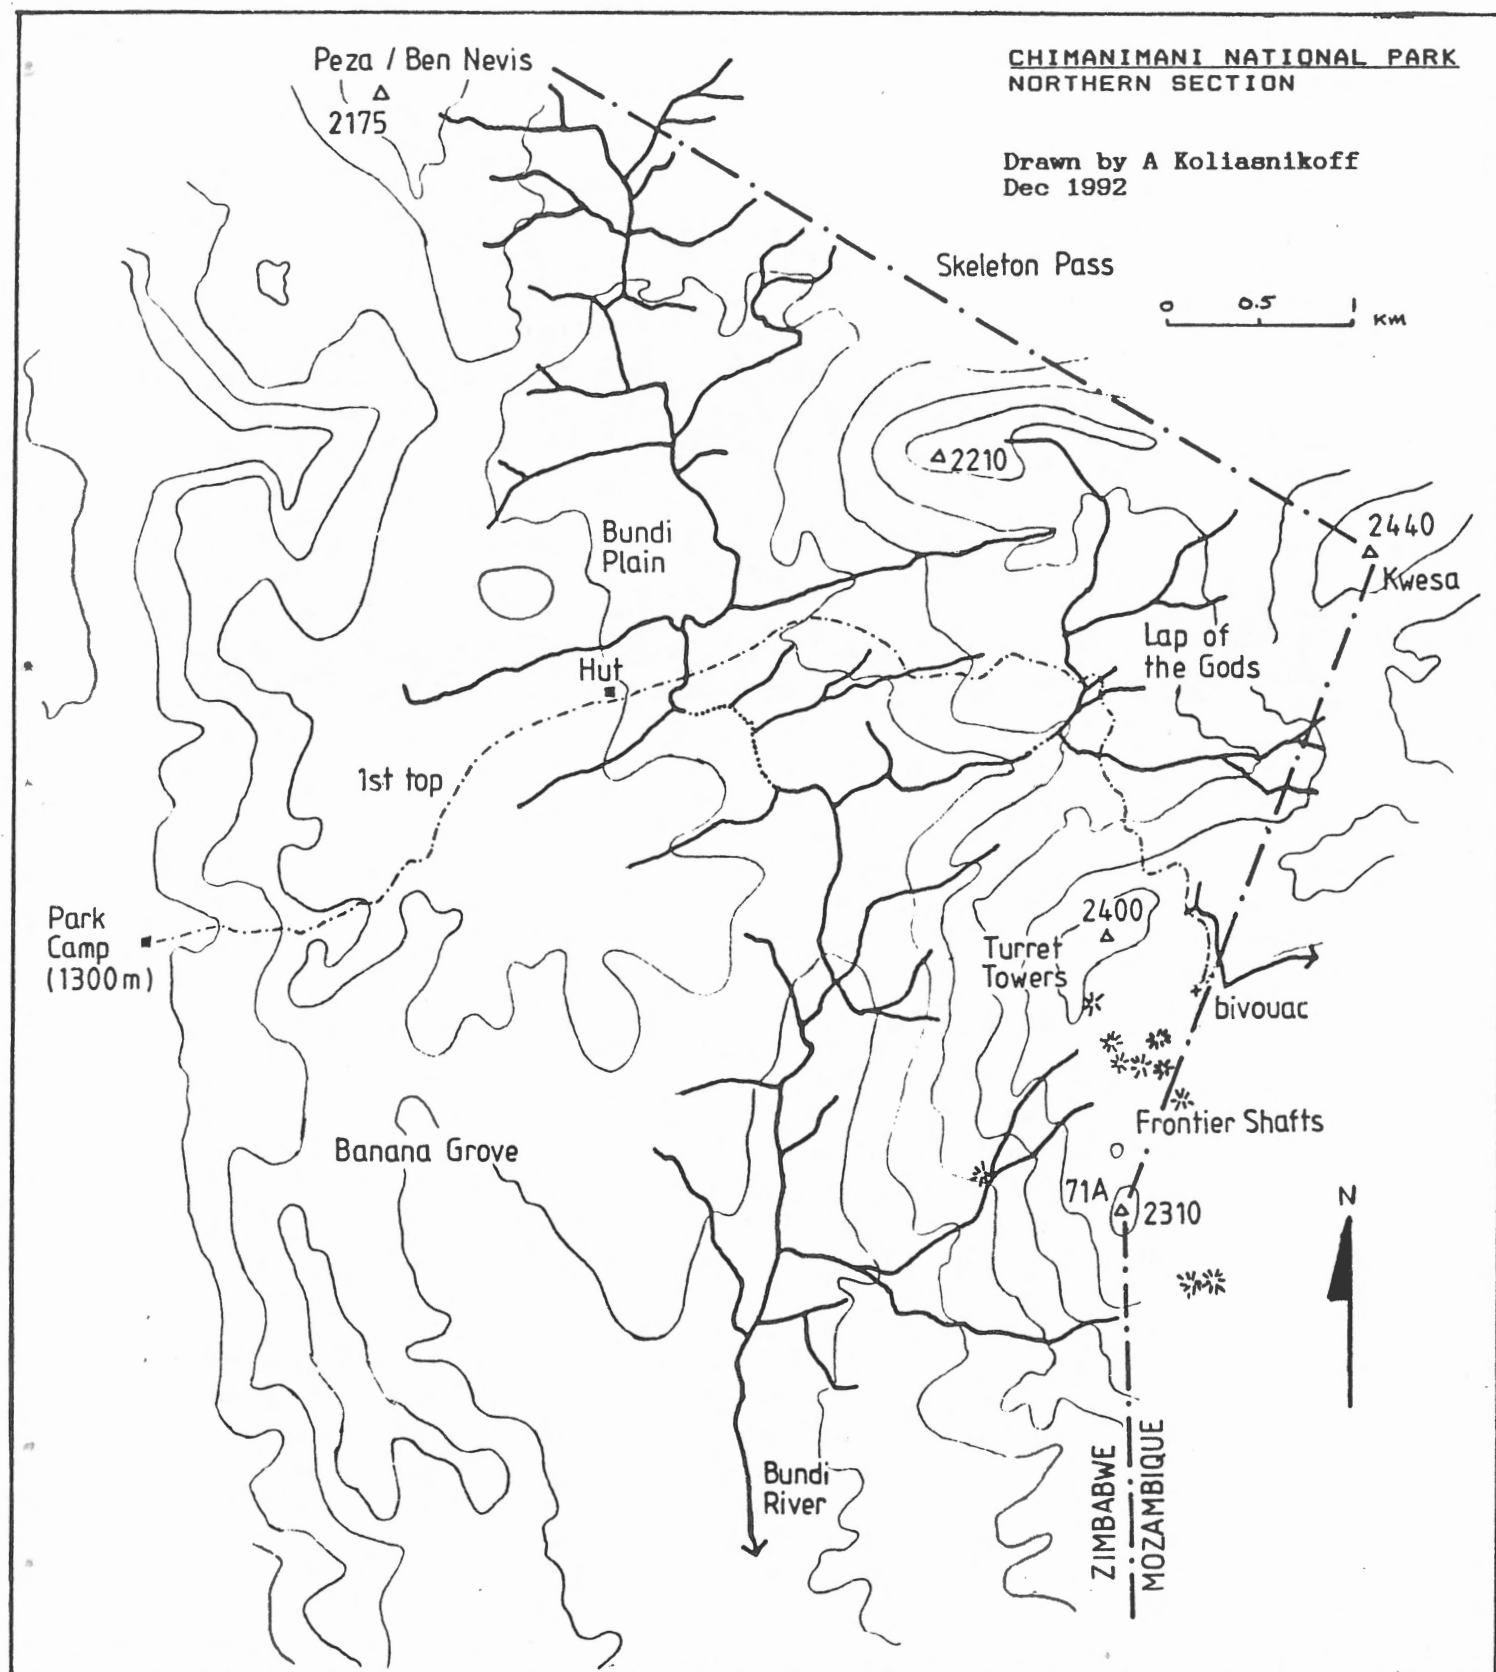 Peza / Ben Nevis
2175
CHIMANIMANI NATIONAL PARK
NORTHERN SECTION
Drawn by A Koliasnikoff
Dec 1992
Skeleton Pass
0 0.5 1
KM
2210
2440
Kwesa
Bundi
Plain
Lap of
the Gods
Hut
1st top
Park
Camp
(1300m)
2400
Turret
Towers
bivouac
Frontier Shafts
Banana Grove
71A
2310
N
Bundi
River
ZIMBABWE
MOZAMBIQUE